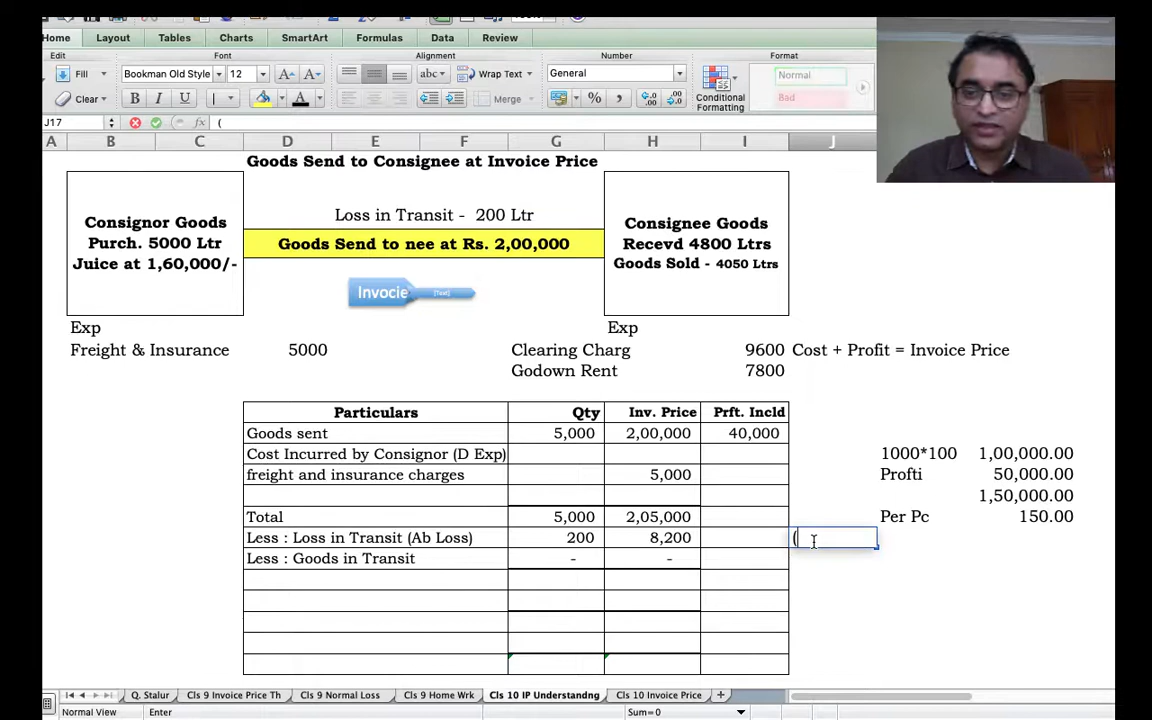 Home Layout Tables Charts SmartArt Formulas Data Review
Edit Font Alignment Number Format
Fill Bookman Old Style 12 abc Wrap Text General Normal
Clear B I U A Merge % Conditional Formatting Bad
J17 fx (
A B C D E F G H I J
Goods Send to Consignee at Invoice Price
Consignor Goods
Purch. 5000 Ltr
Juice at 1,60,000/-
Loss in Transit - 200 Ltr
Goods Send to nee at Rs. 2,00,000
Invocie [Text]
Consignee Goods
Recevd 4800 Ltrs
Goods Sold - 4050 Ltrs
Exp Exp
Freight & Insurance 5000 Clearing Charg 9600 Cost + Profit = Invoice Price
Godown Rent 7800
Particulars Qty Inv. Price Prft. Incld
Goods sent 5,000 2,00,000 40,000
Cost Incurred by Consignor (D Exp) 1000*100 1,00,000.00
freight and insurance charges 5,000 Profti 50,000.00
1,50,000.00
Total 5,000 2,05,000 Per Pc 150.00
Less : Loss in Transit (Ab Loss) 200 8,200 (
Less : Goods in Transit - -
Q. Stalur Cls 9 Invoice Price Th Cls 9 Normal Loss Cls 9 Home Wrk Cls 10 IP Understandng Cls 10 Invoice Price +
Normal View Enter Sum=0